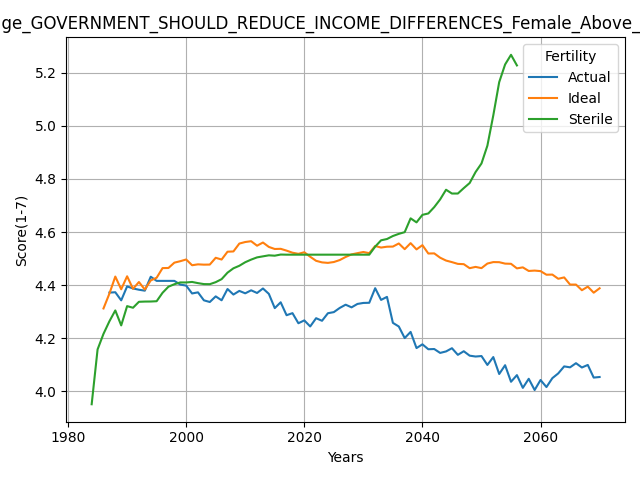 ge_GOVERNMENT_SHOULD_REDUCE_INCOME_DIFFERENCES_Female_Above_
Fertility
Actual
Ideal
Sterile
5.2
5.0
4.8
4.6
4.4
4.2
4.0
Score(1-7)
1980
2000
2020
2040
2060
Years